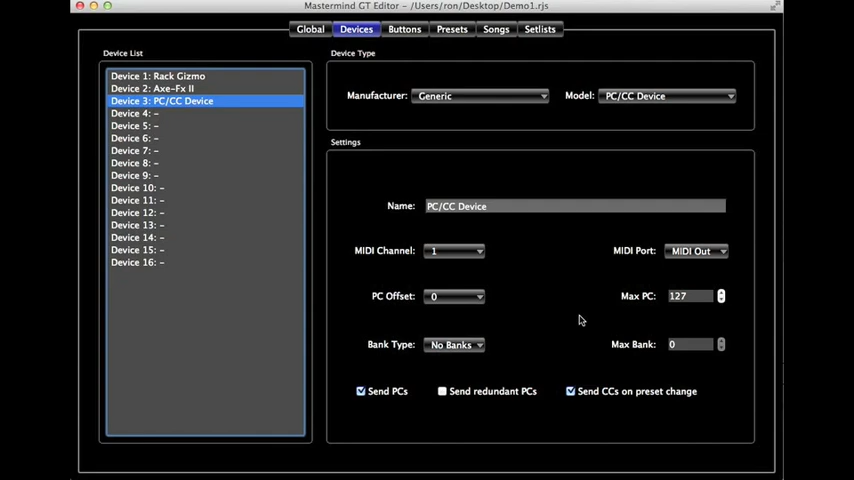 Mastermind GT Editor - /Users/ron/Desktop/Demo1.rjs
Global Devices Buttons Presets Songs Setlists
Device List
Device 1: Rack Gizmo
Device 2: Axe-Fx II
Device 3: PC/CC Device
Device 4: -
Device 5: -
Device 6: -
Device 7: -
Device 8: -
Device 9: -
Device 10: -
Device 11: -
Device 12: -
Device 13: -
Device 14: -
Device 15: -
Device 16: -
Device Type
Manufacturer: Generic Model: PC/CC Device
Settings
Name: PC/CC Device
MIDI Channel: 1 MIDI Port: MIDI Out
PC Offset: 0 Max PC: 127
Bank Type: No Banks Max Bank: 0
Send PCs Send redundant PCs Send CCs on preset change